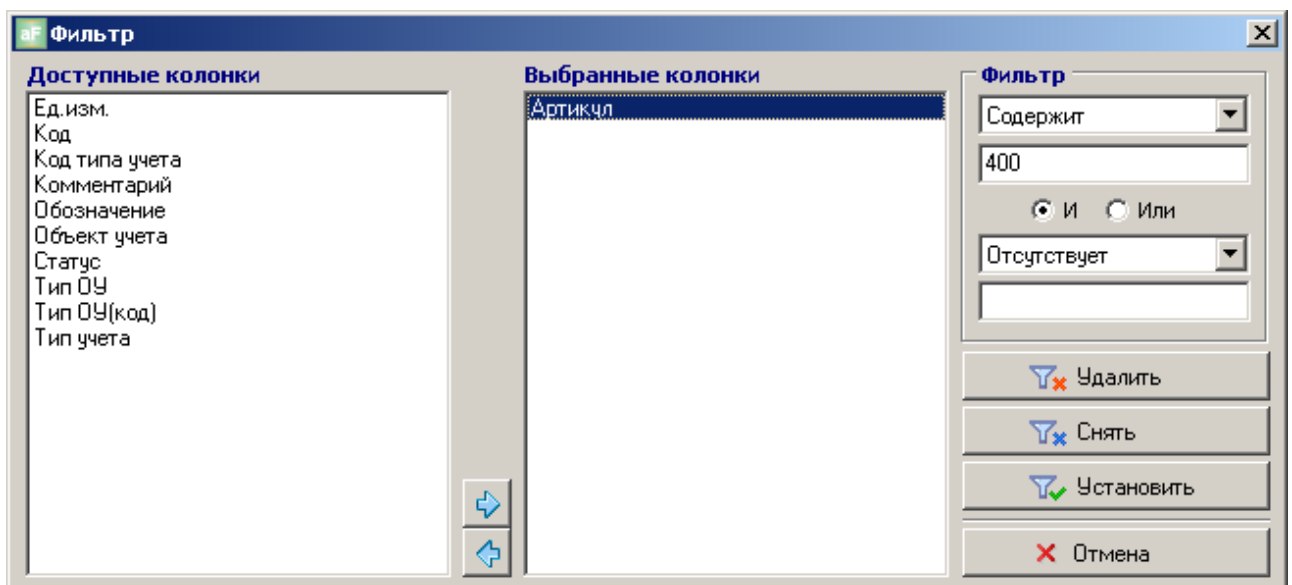 aF Фильтр
Доступные колонки
Ед.изм.
Код
Код типа учета
Комментарий
Обозначение
Объект учета
Статус
Тип ОУ
Тип ОУ(код)
Тип учета
Выбранные колонки
Артикул
Фильтр
Содержит
400
И Или
Отсутствует
Удалить
Снять
Установить
Отмена